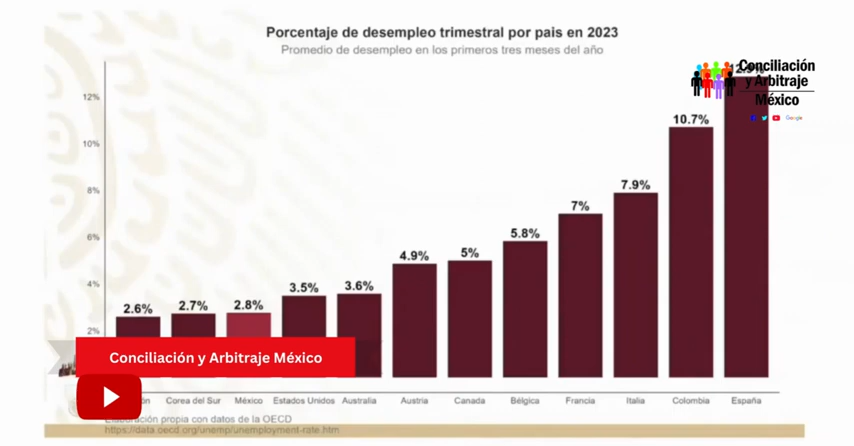 Porcentaje de desempleo trimestral por pais en 2023
Promedio de desempleo en los primeros tres meses del año
Conciliación
y Arbitraje
México
Google
12%
10%
8%
6%
4%
2%
2.6%
2.7%
2.8%
3.5%
3.6%
4.9%
5%
5.8%
7%
7.9%
10.7%
Conciliación y Arbitraje México
Corea del Sur
México
Estados Unidos
Australia
Austria
Canada
Bélgica
Francia
Italia
Colombia
España
Elaboración propia con datos de la OECD
https://data.oecd.org/unemp/unemployment-rate.htm